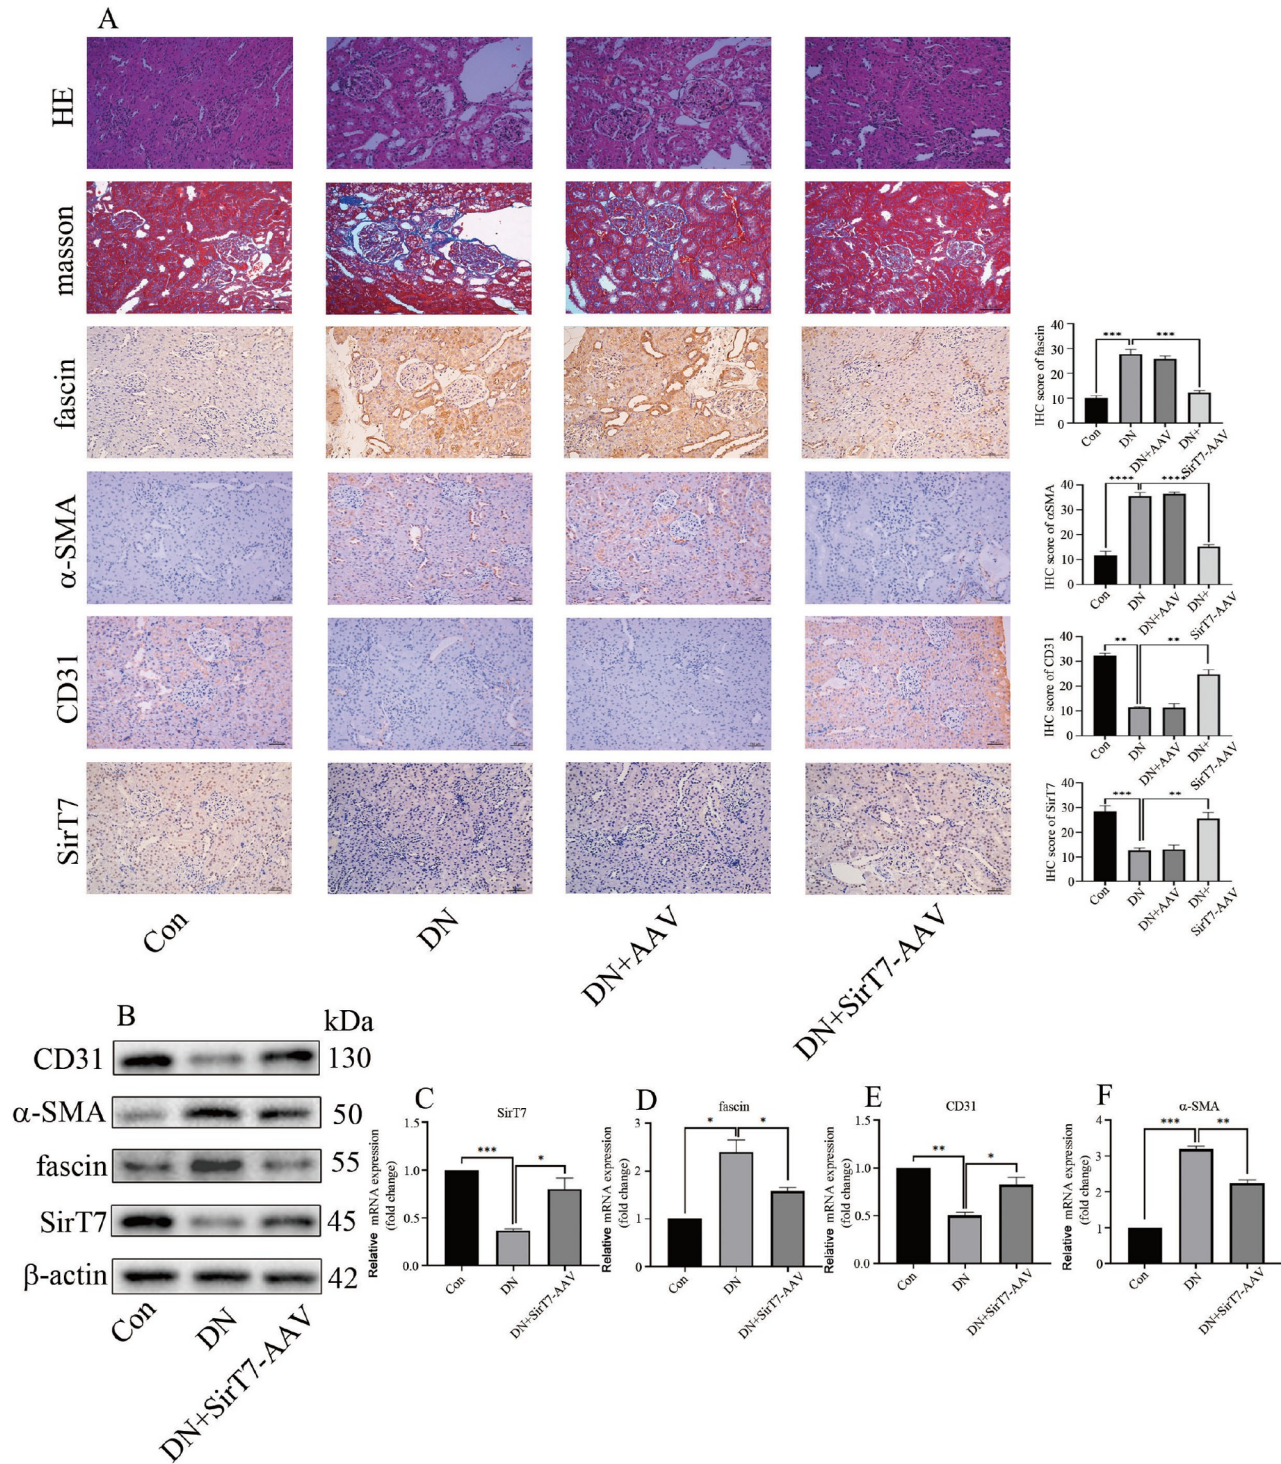 A
HE
masson
fascin
α-SMA
CD31
SirT7
Con
DN
DN+AAV
DN+SirT7-AAV
IHC score of fascin
40
30
20
10
0
***
***
Con
DN
DN+AAV
DN+
SirT7-AAV
IHC score of αSMA
40
30
20
10
0
****
****
Con
DN
DN+AAV
DN+
SirT7-AAV
IHC score of CD31
40
30
20
10
0
**
**
Con
DN
DN+AAV
DN+
SirT7-AAV
IHC score of SirT7
40
30
20
10
0
***
**
Con
DN
DN+AAV
DN+
SirT7-AAV
B
kDa
CD31
130
α-SMA
50
fascin
55
SirT7
45
β-actin
42
Con
DN
DN+SirT7-AAV
C
SirT7
Relative mRNA expression
(fold change)
1.5
1.0
0.5
0.0
***
*
Con
DN
DN+SirT7-AAV
D
fascin
Relative mRNA expression
(fold change)
3
2
1
0
*
*
Con
DN
DN+SirT7-AAV
E
CD31
Relative mRNA expression
(fold change)
1.5
1.0
0.5
0.0
**
*
Con
DN
DN+SirT7-AAV
F
α-SMA
Relative mRNA expression
(fold change)
4
3
2
1
0
***
**
Con
DN
DN+SirT7-AAV